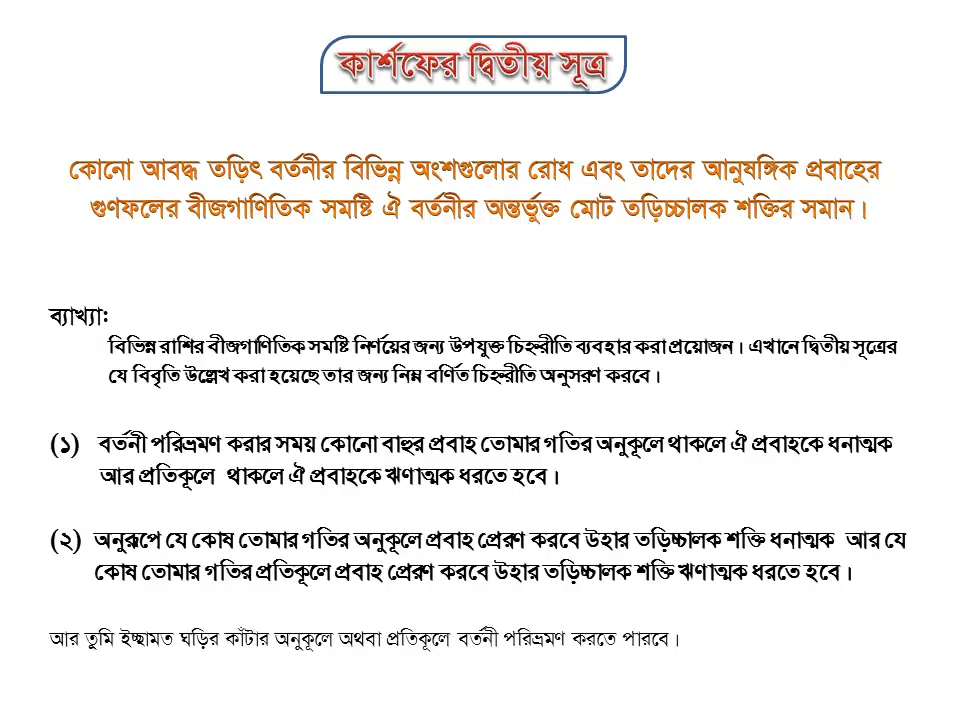 কার্শফের দ্বিতীয় সূত্র
কোনো আবদ্ধ তড়িৎ বর্তনীর বিভিন্ন অংশগুলোর রোধ এবং তাদের আনুষঙ্গিক প্রবাহের
গুণফলের বীজগাণিতিক সমষ্টি ঐ বর্তনীর অন্তর্ভুক্ত মোট তড়িচ্চালক শক্তির সমান।
ব্যাখ্যা:
বিভিন্ন রাশির বীজগাণিতিক সমষ্টি নির্ণয়ের জন্য উপযুক্ত চিহ্নরীতি ব্যবহার করা প্রয়োজন। এখানে দ্বিতীয় সূত্রের
যে বিবৃতি উল্লেখ করা হয়েছে তার জন্য নিম্ন বর্ণিত চিহ্নরীতি অনুসরণ করবে।
(১) বর্তনী পরিভ্রমণ করার সময় কোনো বাহুর প্রবাহ তোমার গতির অনুকূলে থাকলে ঐ প্রবাহকে ধনাত্মক
আর প্রতিকূলে থাকলে ঐ প্রবাহকে ঋণাত্মক ধরতে হবে।
(২) অনুরূপে যে কোষ তোমার গতির অনুকূলে প্রবাহ প্রেরণ করবে উহার তড়িচ্চালক শক্তি ধনাত্মক আর যে
কোষ তোমার গতির প্রতিকূলে প্রবাহ প্রেরণ করবে উহার তড়িচ্চালক শক্তি ঋণাত্মক ধরতে হবে।
আর তুমি ইচ্ছামত ঘড়ির কাঁটার অনুকূলে অথবা প্রতিকূলে বর্তনী পরিভ্রমণ করতে পারবে।